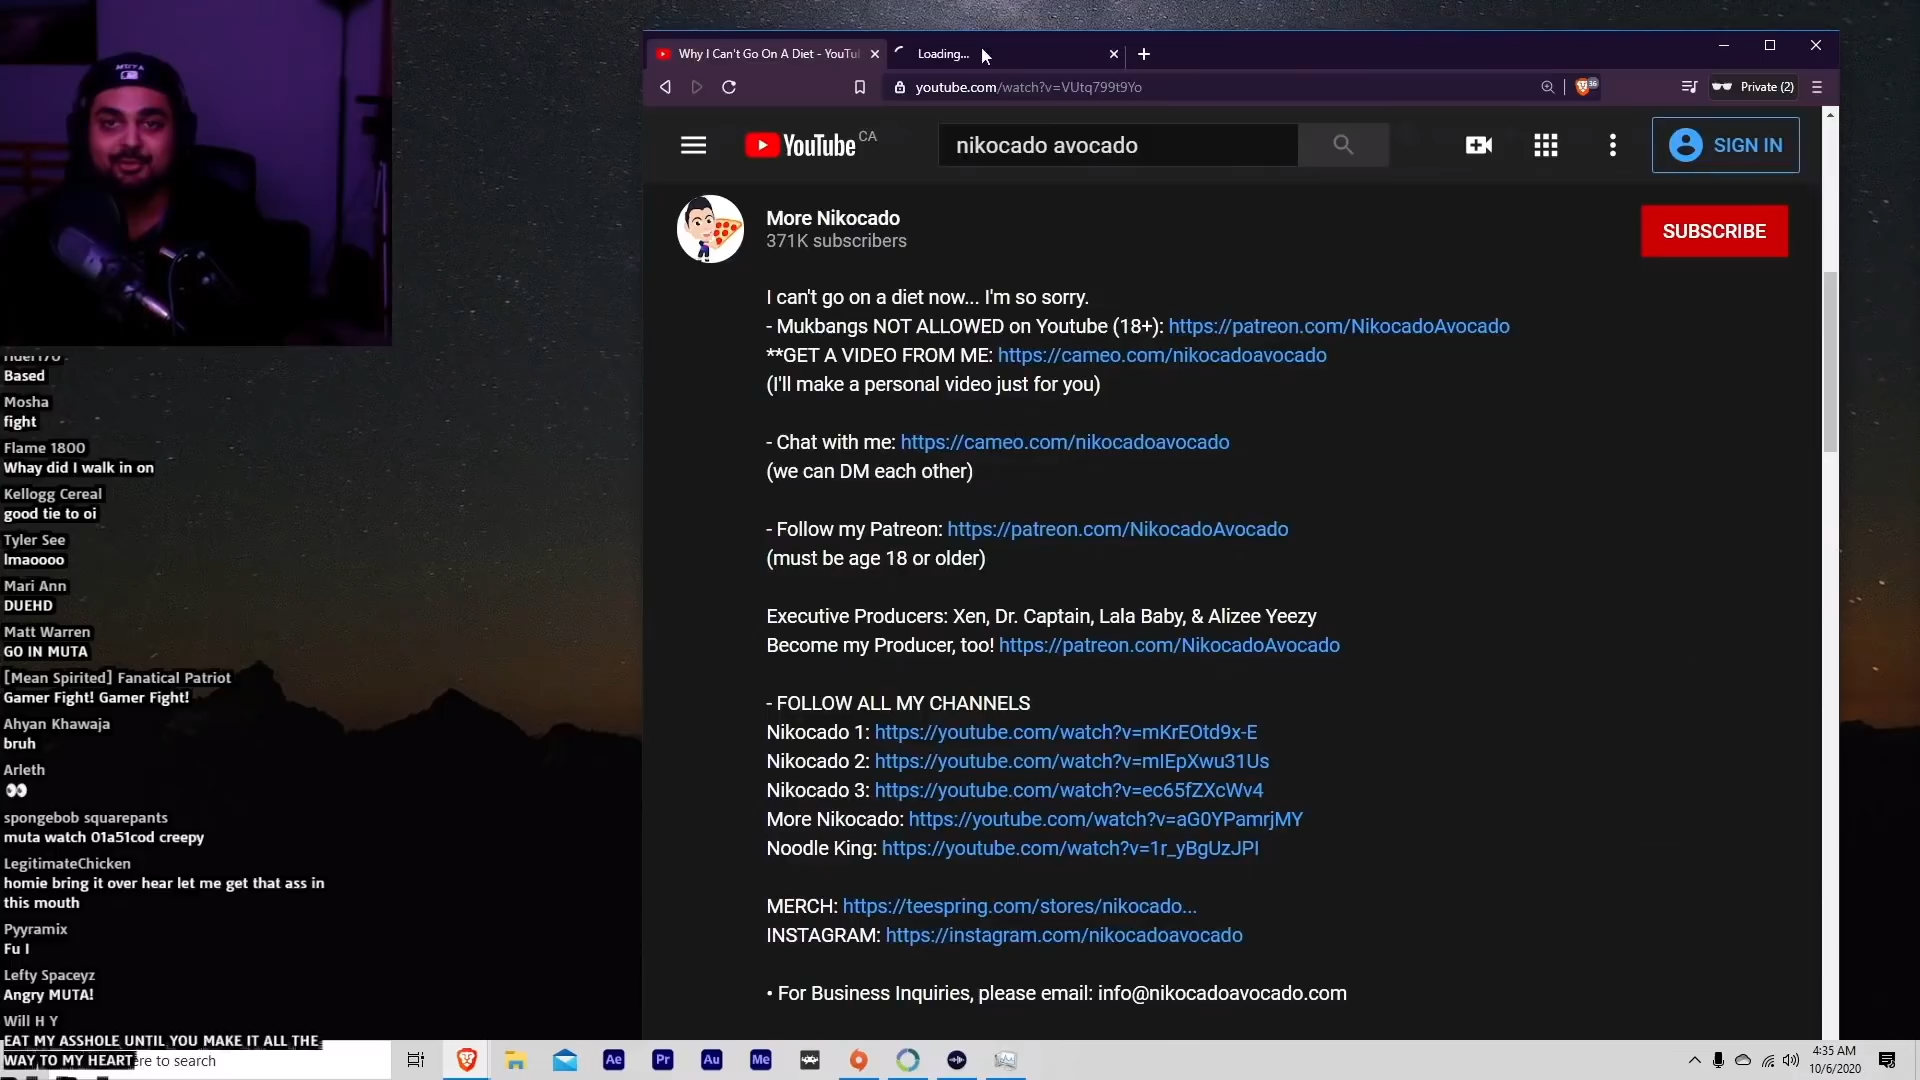 MUTA
Why I Can't Go On A Diet - YouTu
Loading...
youtube.com/watch?v=VUtq799t9Yo
36
Private (2)
YouTube CA
nikocado avocado
SIGN IN
More Nikocado
371K subscribers
SUBSCRIBE
I can't go on a diet now... I'm so sorry.
- Mukbangs NOT ALLOWED on Youtube (18+): https://patreon.com/NikocadoAvocado
**GET A VIDEO FROM ME: https://cameo.com/nikocadoavocado
(I'll make a personal video just for you)
- Chat with me: https://cameo.com/nikocadoavocado
(we can DM each other)
- Follow my Patreon: https://patreon.com/NikocadoAvocado
(must be age 18 or older)
Executive Producers: Xen, Dr. Captain, Lala Baby, & Alizee Yeezy
Become my Producer, too! https://patreon.com/NikocadoAvocado
- FOLLOW ALL MY CHANNELS
Nikocado 1: https://youtube.com/watch?v=mKrEOtd9x-E
Nikocado 2: https://youtube.com/watch?v=mIEpXwu31Us
Nikocado 3: https://youtube.com/watch?v=ec65fZXcWv4
More Nikocado: https://youtube.com/watch?v=aG0YPamrjMY
Noodle King: https://youtube.com/watch?v=1r_yBgUzJPI
MERCH: https://teespring.com/stores/nikocado...
INSTAGRAM: https://instagram.com/nikocadoavocado
• For Business Inquiries, please email: info@nikocadoavocado.com
Based
Mosha
fight
Flame 1800
Whay did I walk in on
Kellogg Cereal
good tie to oi
Tyler See
lmaoooo
Mari Ann
DUEHD
Matt Warren
GO IN MUTA
[Mean Spirited] Fanatical Patriot
Gamer Fight! Gamer Fight!
Ahyan Khawaja
bruh
Arleth
👀
spongebob squarepants
muta watch 01a51cod creepy
LegitimateChicken
homie bring it over hear let me get that ass in
this mouth
Pyyramix
Fu I
Lefty Spaceyz
Angry MUTA!
Will H Y
EAT MY ASSHOLE UNTIL YOU MAKE IT ALL THE
WAY TO MY HEART
ere to search
Ae
Pr
Au
Me
4:35 AM
10/6/2020